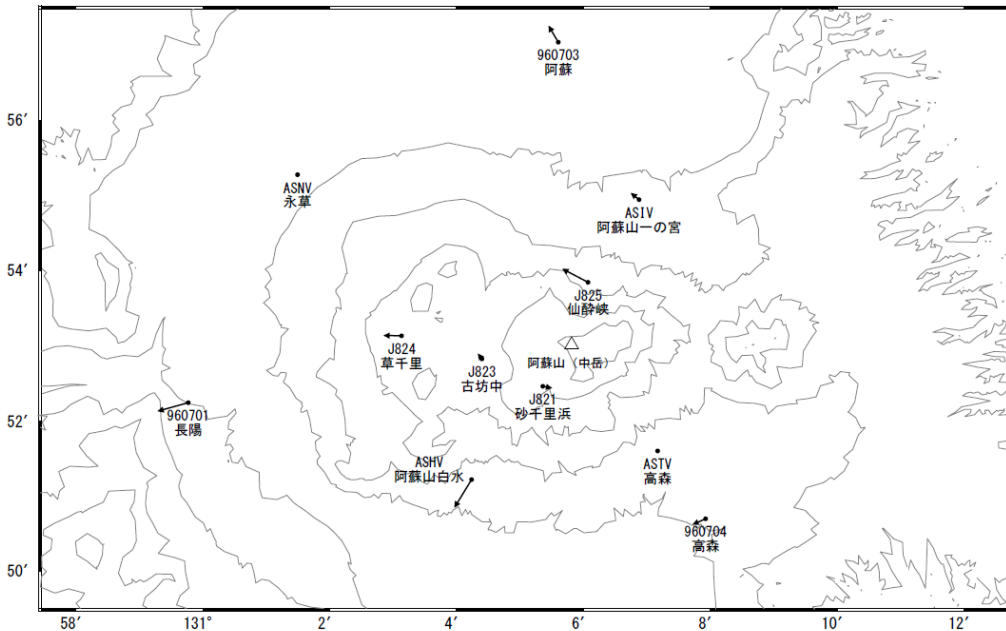 960703
阿蘇
56′
ASNV
永草
ASIV
阿蘇山一の宮
54′
J825
仙酔峡
J824
草千里
阿蘇山（中岳）
J823
古坊中
J821
砂千里浜
960701
長陽
52′
ASHV
阿蘇山白水
ASTV
高森
960704
高森
50′
58′
131°
2′
4′
6′
8′
10′
12′